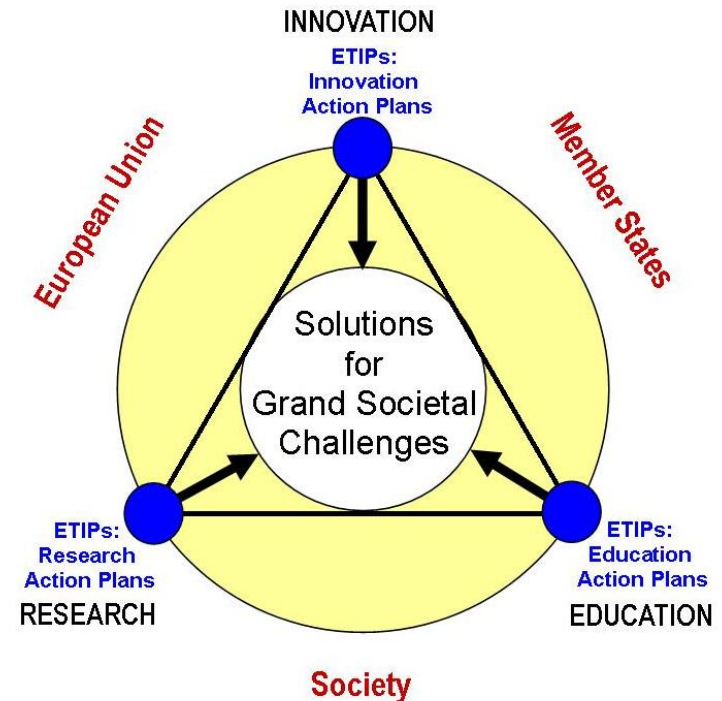 INNOVATION
ETIPs:
Innovation
Action Plans
European Union
Member States
Solutions
for
Grand Societal
Challenges
ETIPs:
Research
Action Plans
RESEARCH
ETIPs:
Education
Action Plans
EDUCATION
Society